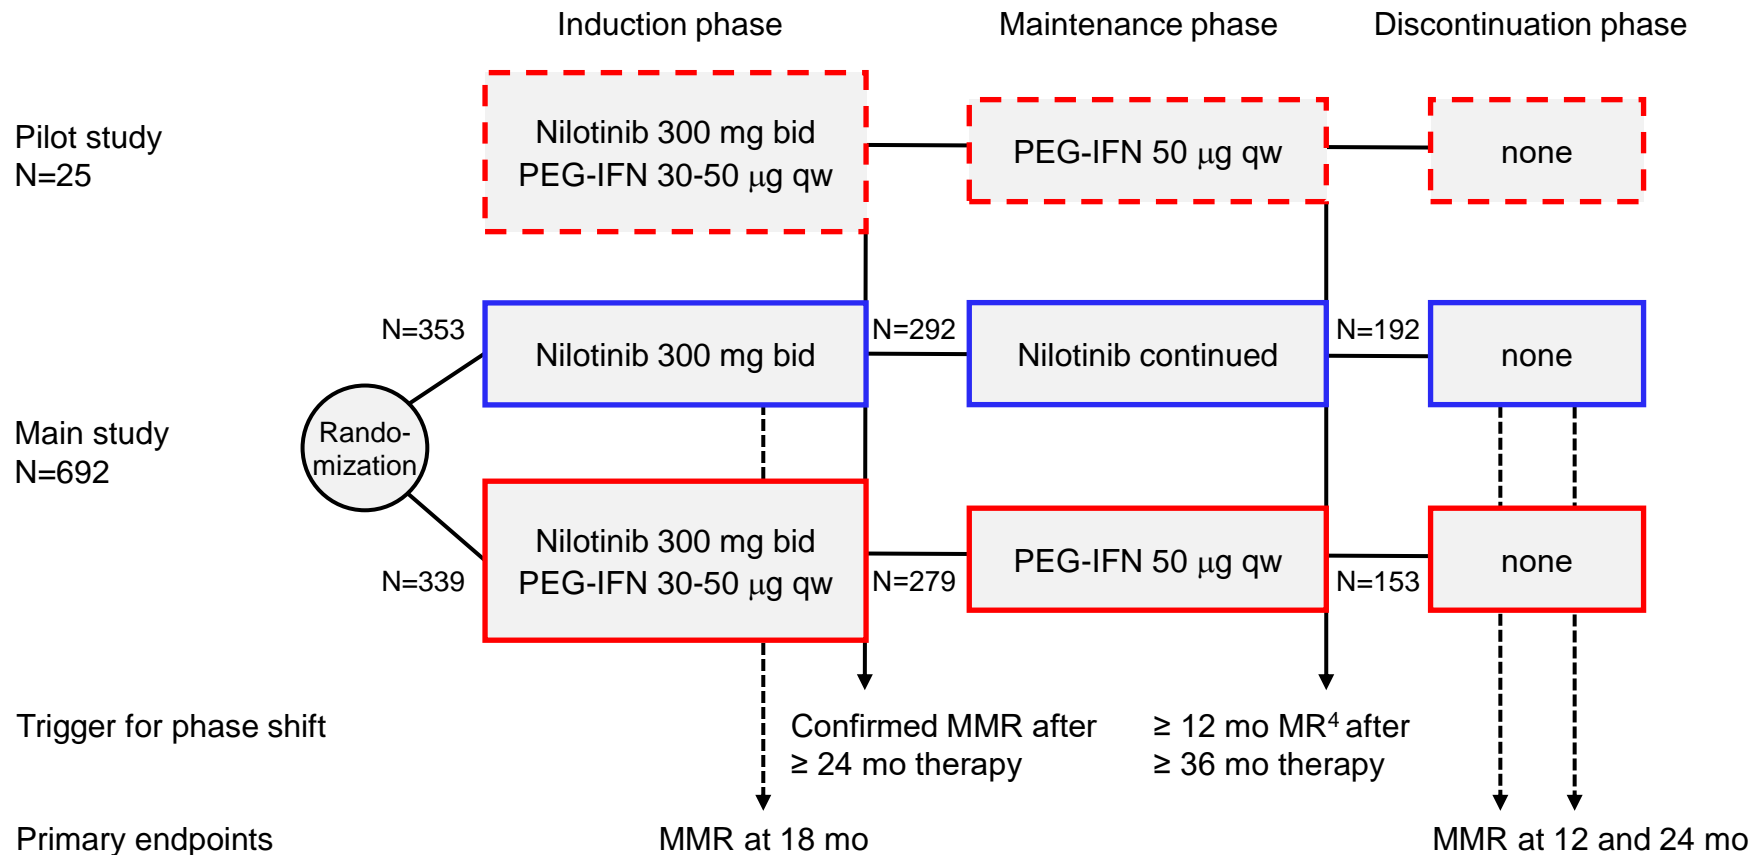 Induction phase
Maintenance phase
Discontinuation phase
Pilot study
N=25
Nilotinib 300 mg bid
PEG-IFN 30-50 μg qw
PEG-IFN 50 μg qw
none
N=353
Nilotinib 300 mg bid
N=292
Nilotinib continued
N=192
none
Main study
N=692
Rando-
mization
N=339
Nilotinib 300 mg bid
PEG-IFN 30-50 μg qw
N=279
PEG-IFN 50 μg qw
N=153
none
Trigger for phase shift
Confirmed MMR after
≥ 24 mo therapy
≥ 12 mo MR⁴ after
≥ 36 mo therapy
Primary endpoints
MMR at 18 mo
MMR at 12 and 24 mo